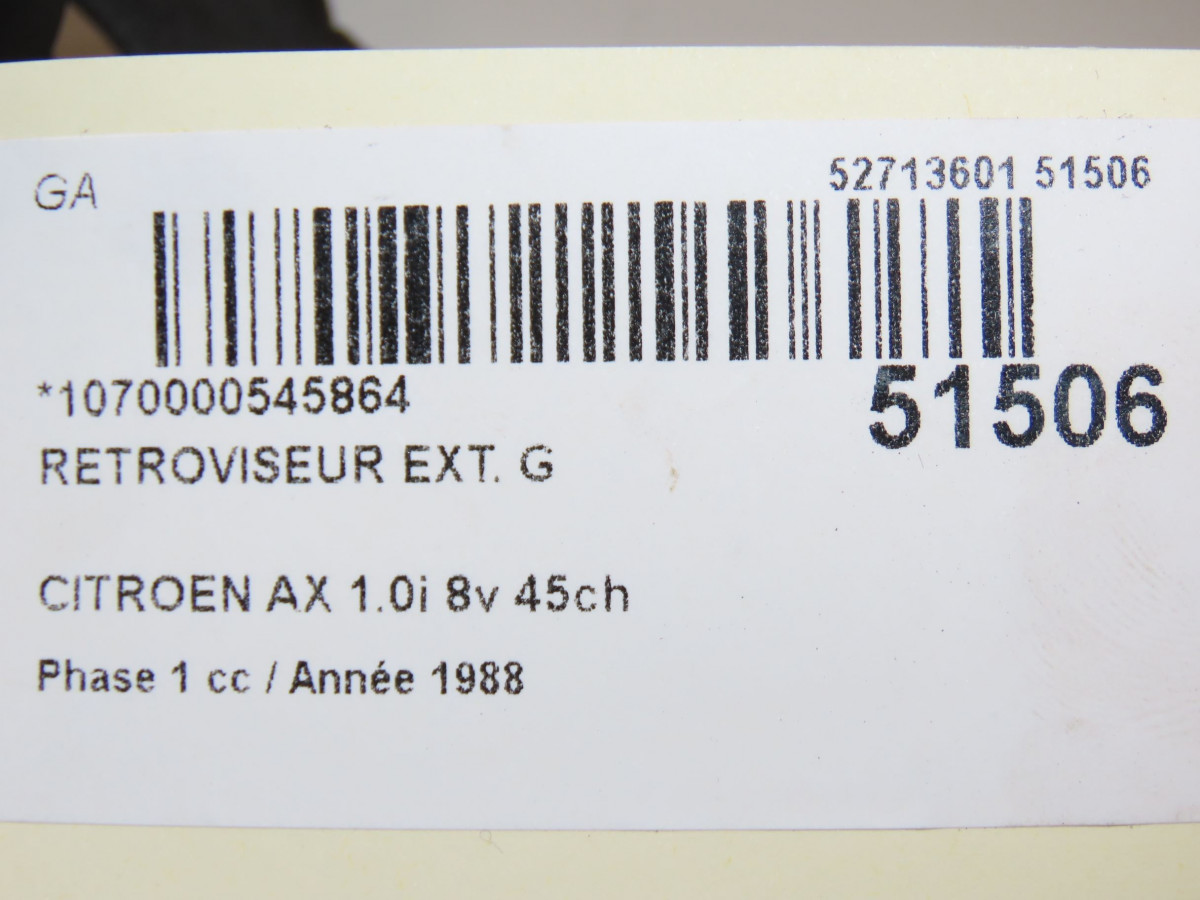 GA
52713601 51506
*1070000545864
51506
RETROVISEUR EXT. G
CITROEN AX 1.0i 8v 45ch
Phase 1 cc / Année 1988